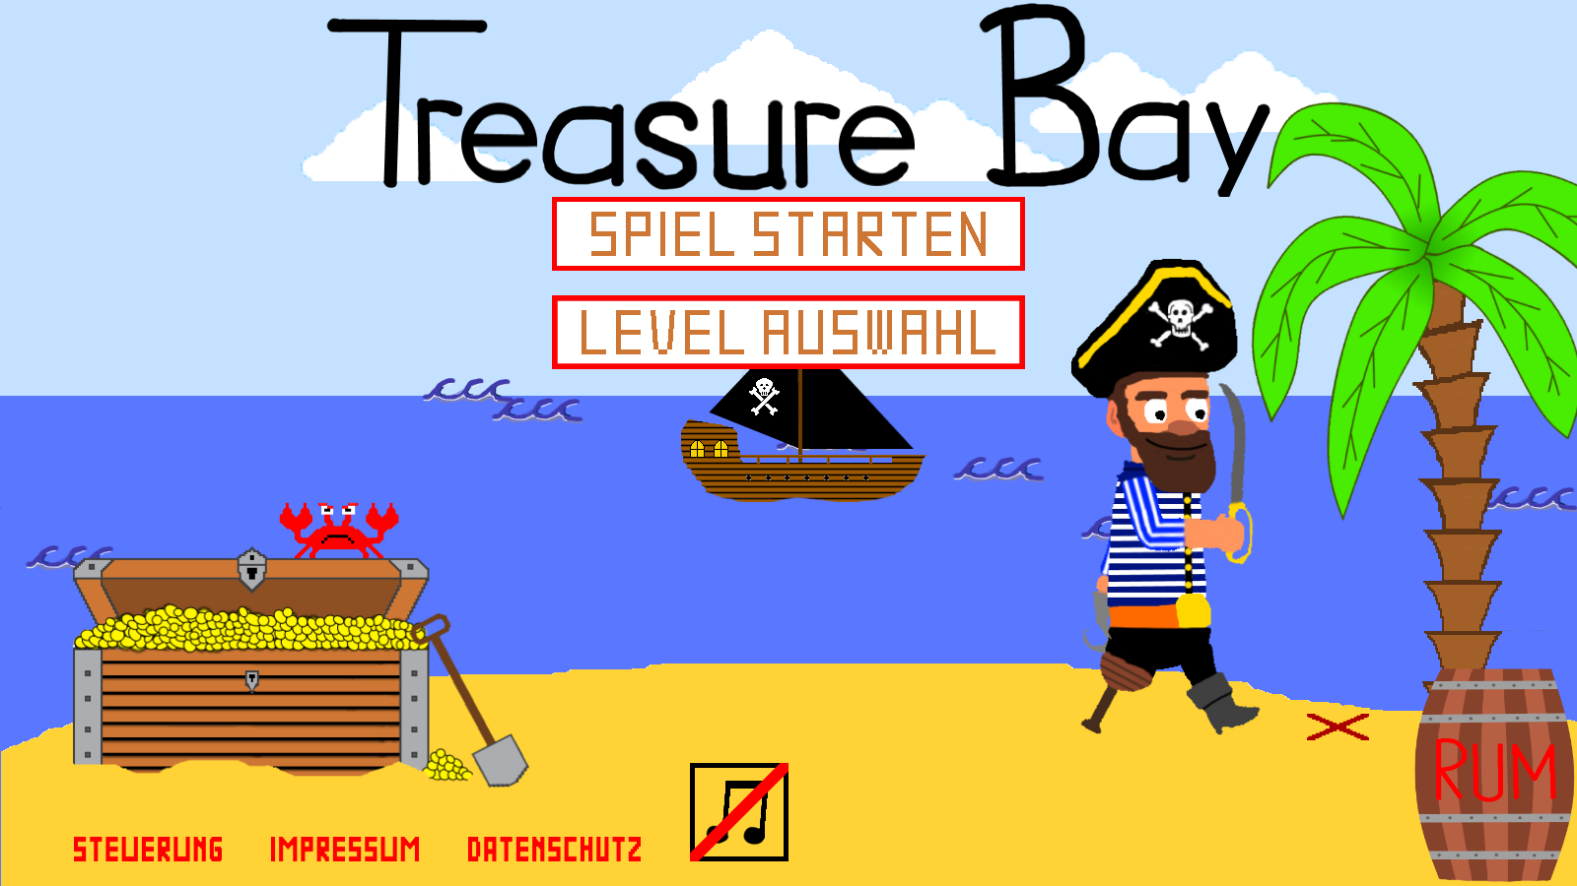 Treasure Bay
SPIEL STARTEN
LEVEL AUSWAHL
RUM
STEUERUNG IMPRESSUM DATENSCHUTZ